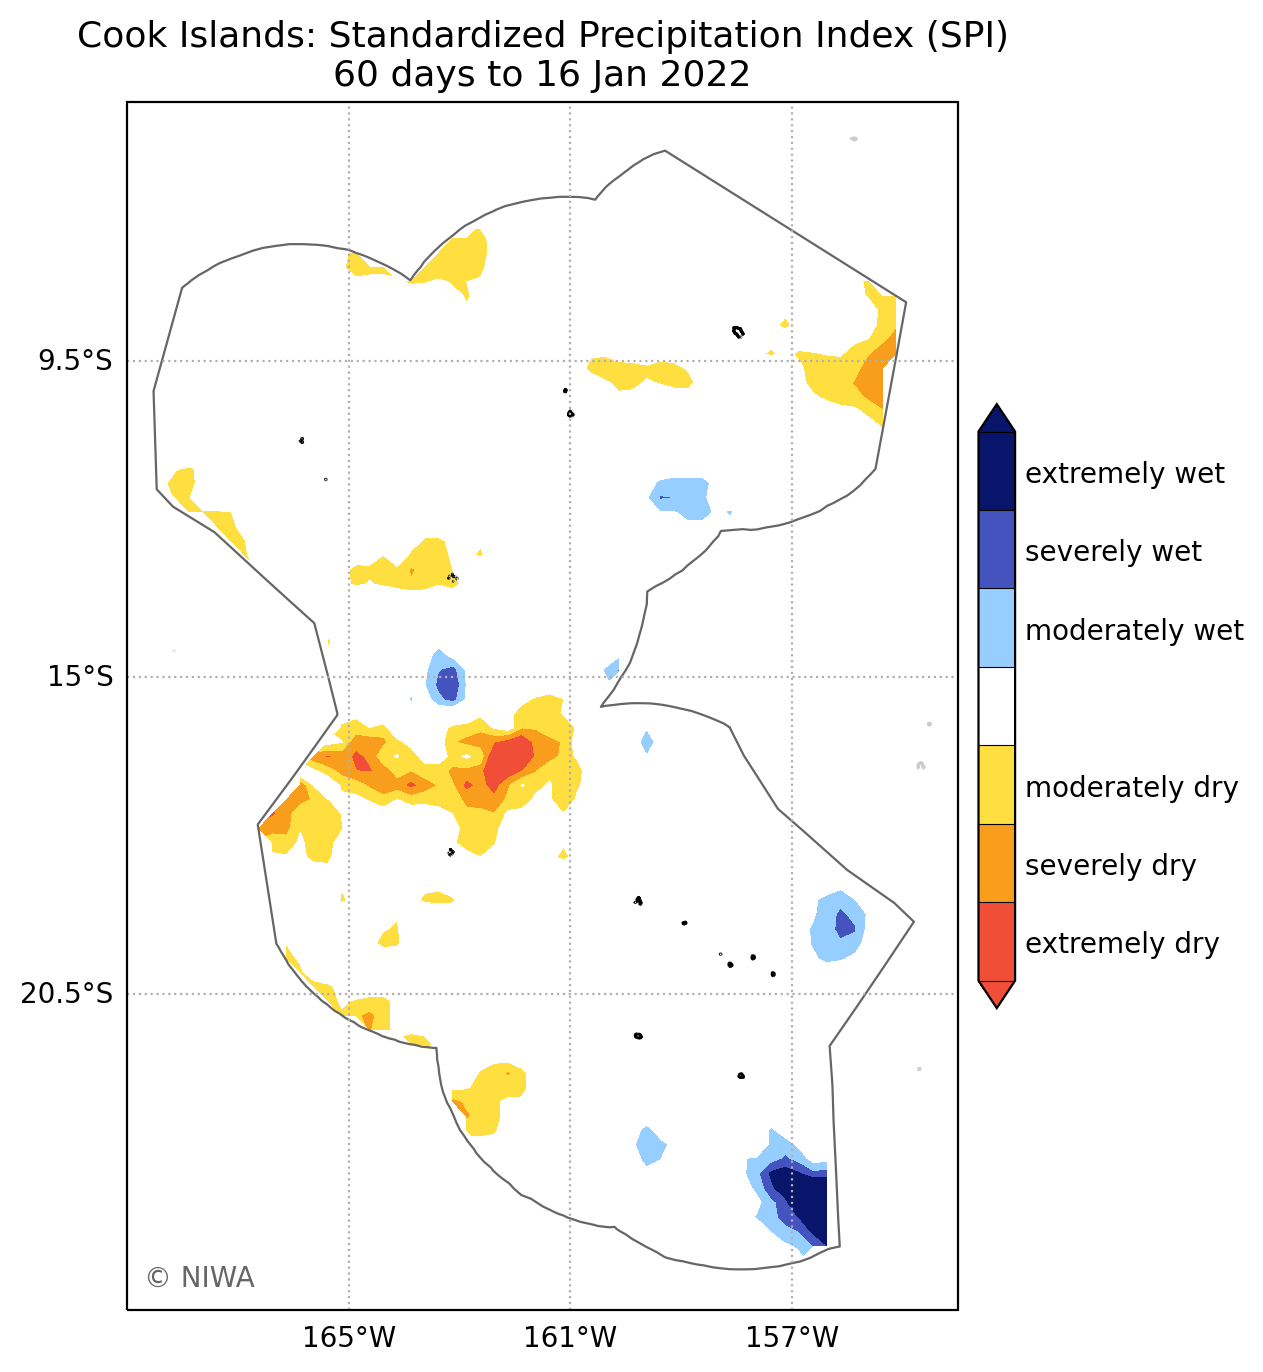 Cook Islands: Standardized Precipitation Index (SPI)
60 days to 16 Jan 2022
9.5°S
15°S
20.5°S
165°W
161°W
157°W
extremely wet
severely wet
moderately wet
moderately dry
severely dry
extremely dry
© NIWA